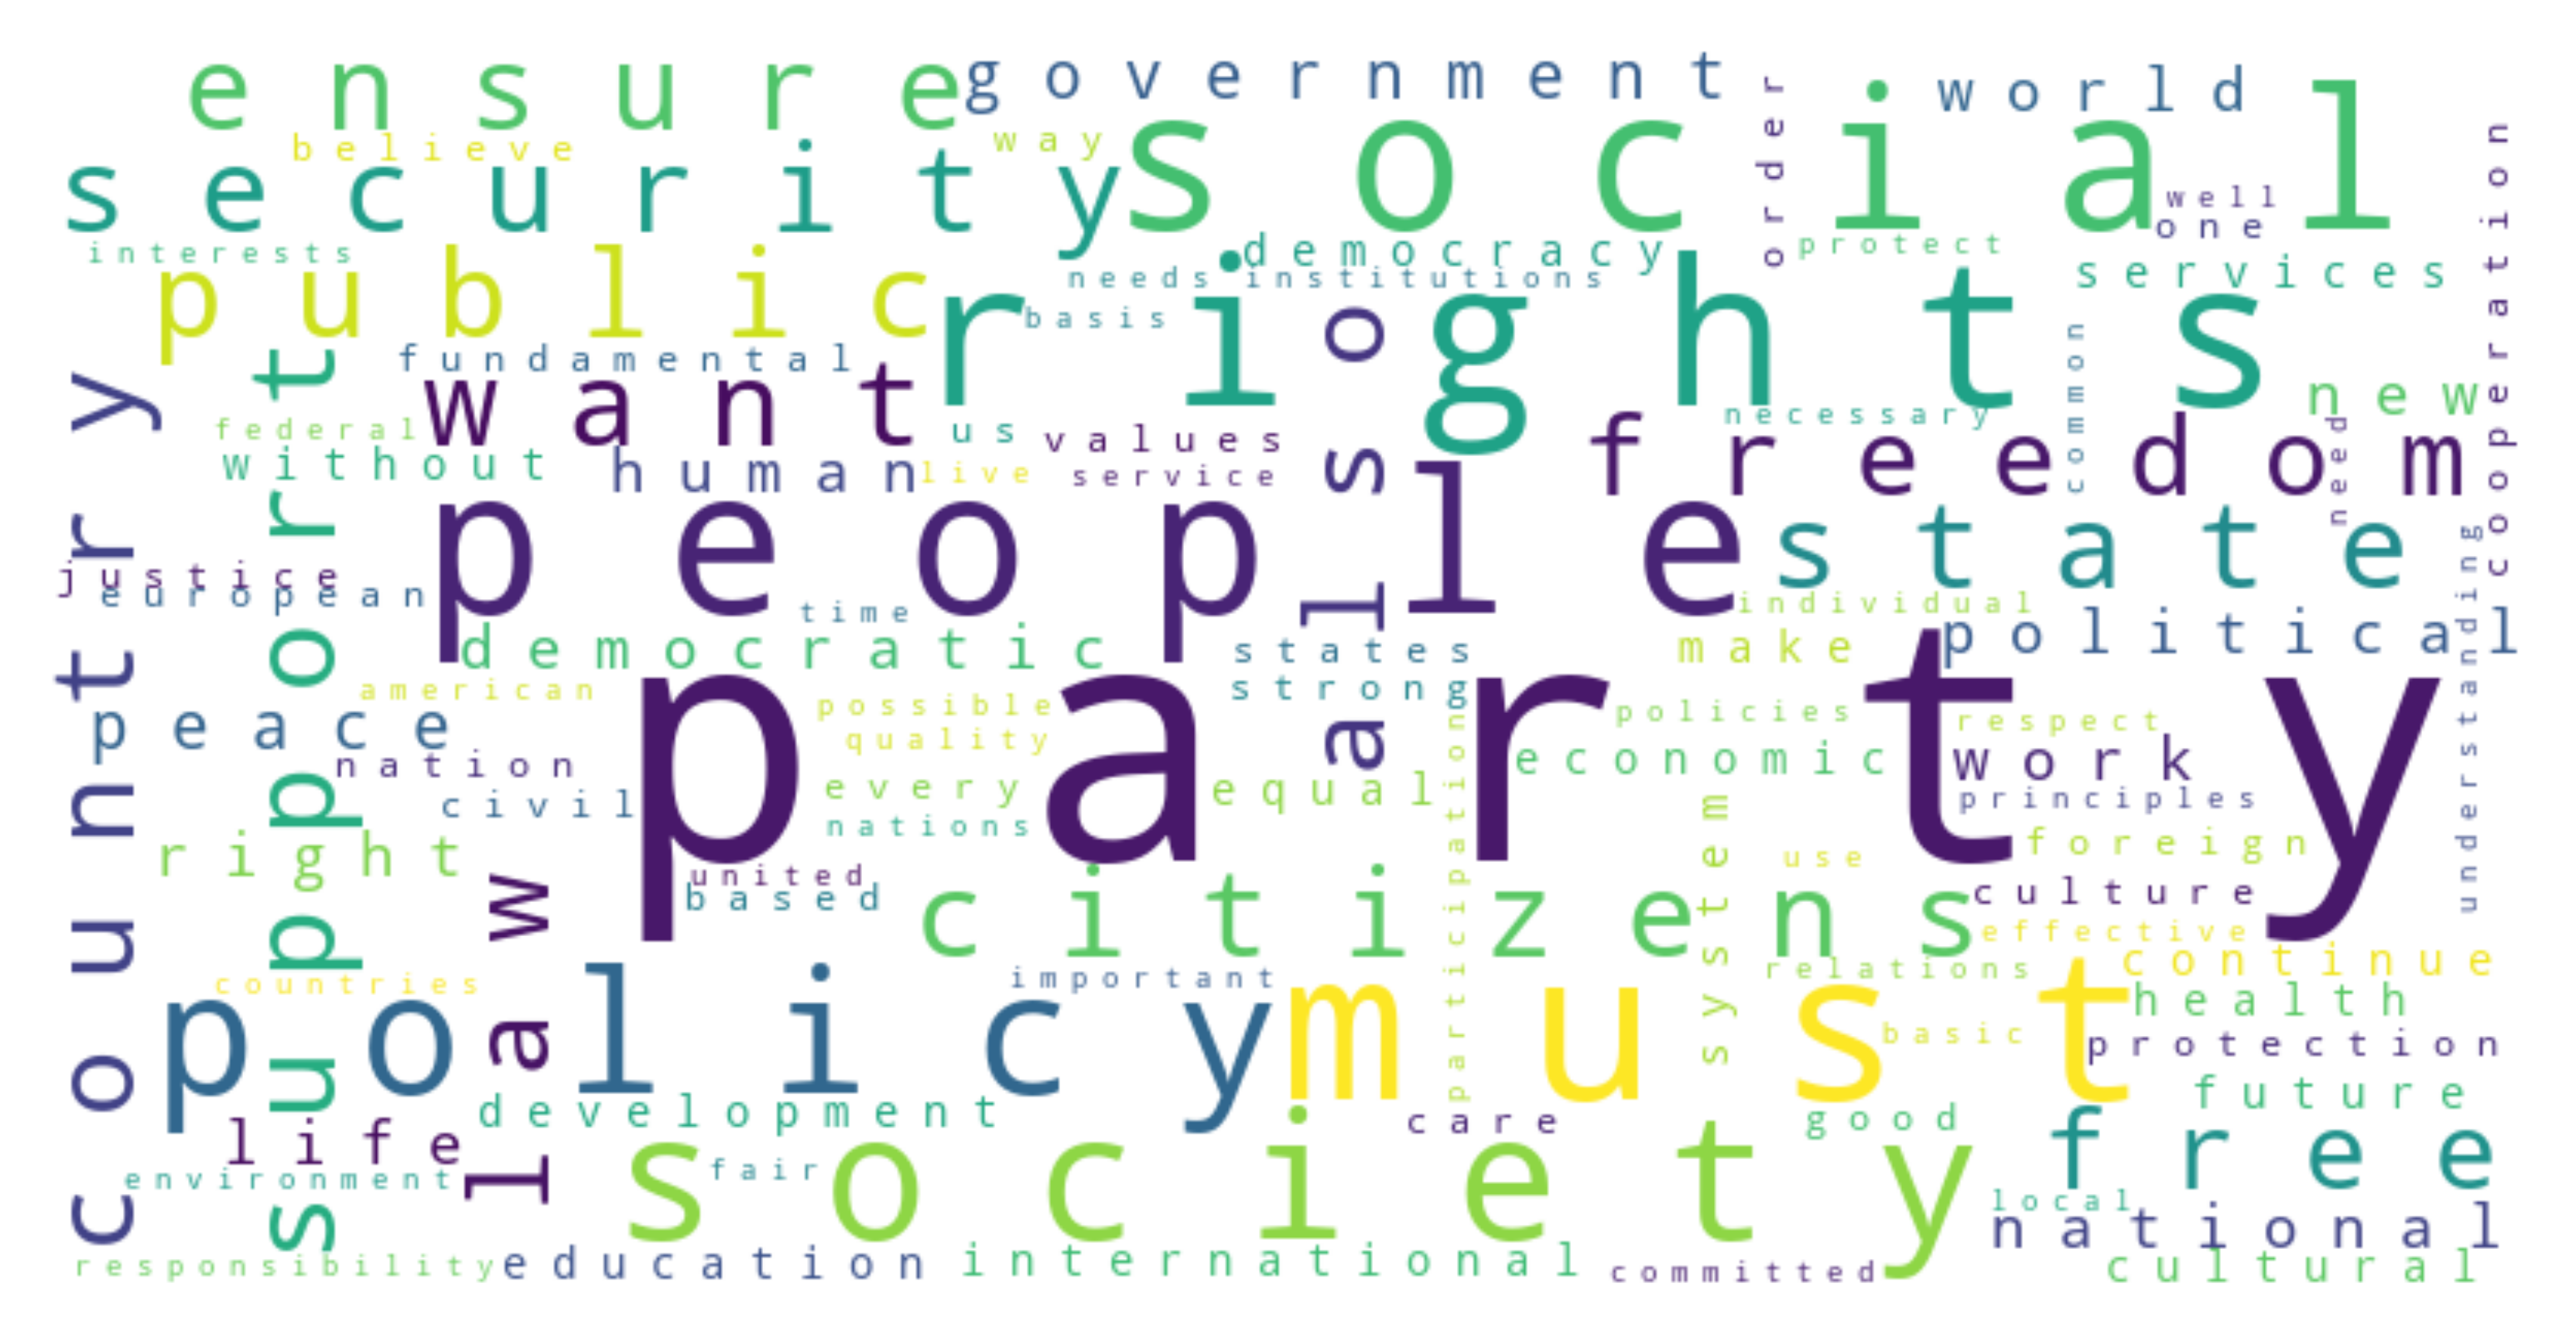 ensure
government
world
believe
way
order
social
security
well
one
cooperation
interests
democracy
protect
needs
institutions
services
public
basis
rights
also
common
fundamental
want
new
country
support
federal
us
values
necessary
freedom
need
without
human
live
service
people
state
justice
european
time
individual
understanding
democratic
states
make
political
american
strong
peace
possible
policies
respect
party
quality
nation
economic
work
every
equal
principles
civil
nations
system
participation
right
foreign
united
use
law
based
citizens
culture
effective
countries
important
relations
continue
policy
must
health
basic
protection
development
care
good
future
life
society
free
environment
fair
local
national
responsibility
education
international
committed
cultural